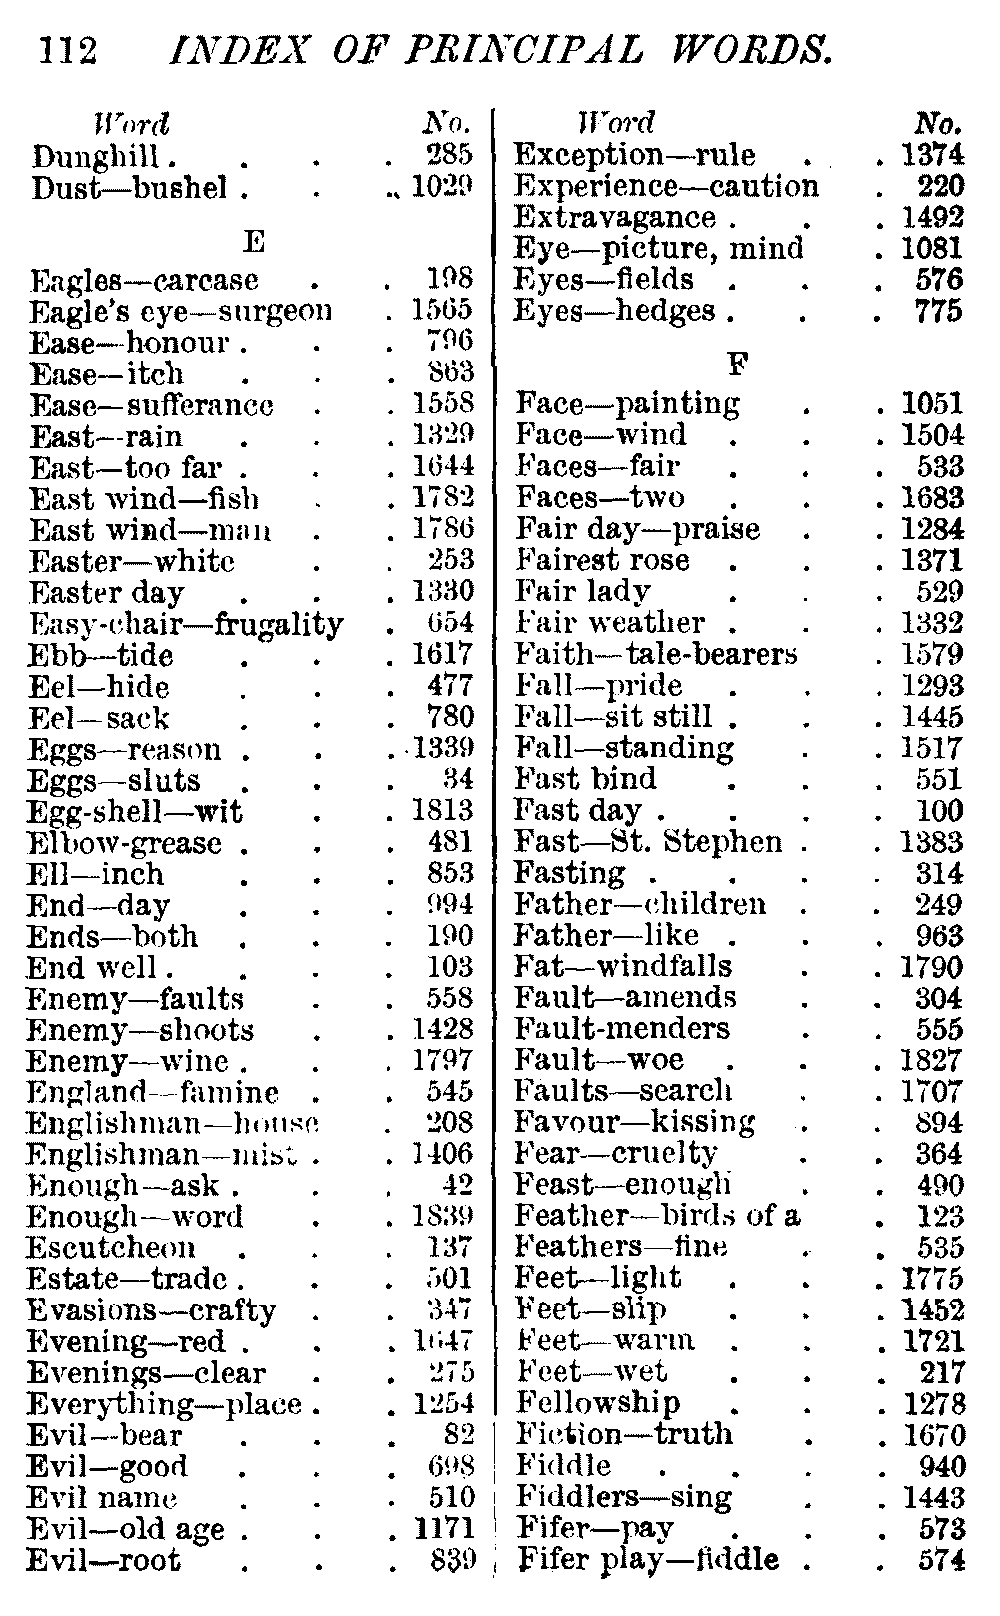 112 INDEX OF PRINCIPAL WORDS.
Word No.
Dunghill . . . . 285
Dust—bushel . . . 1029
E
Eagles—carcase . . 198
Eagle's eye—surgeon . 1565
Ease—honour . . . 796
Ease—itch . . . 863
Ease—sufferance . . 1558
East—rain . . . 1329
East—too far . . . 1644
East wind—fish . . 1782
East wind—man . . 1786
Easter—white . . 253
Easter day . . . 1330
Easy-chair—frugality . 654
Ebb—tide . . . 1617
Eel—hide . . . 477
Eel—sack . . . 780
Eggs—reason . . . 1339
Eggs—sluts . . . 34
Egg-shell—wit . . 1813
Elbow-grease . . . 481
Ell—inch . . . 853
End—day . . . 994
Ends—both . . . 190
End well . . . . 103
Enemy—faults . . 558
Enemy—shoots . . 1428
Enemy—wine . . . 1797
England—famine . . 545
Englishman—house . 208
Englishman—mist . . 1406
Enough—ask . . . 42
Enough—word . . 1839
Escutcheon . . . 137
Estate—trade . . . 501
Evasions—crafty . . 347
Evening—red . . . 1647
Evenings—clear . . 275
Everything—place . . 1254
Evil—bear . . . 82
Evil—good . . . 698
Evil name . . . 510
Evil—old age . . . 1171
Evil—root . . . 839
Word No.
Exception—rule . . 1374
Experience—caution . 220
Extravagance . . . 1492
Eye—picture, mind . 1081
Eyes—fields . . . 576
Eyes—hedges . . . 775
F
Face—painting . . 1051
Face—wind . . . 1504
Faces—fair . . . 533
Faces—two . . . 1683
Fair day—praise . . 1284
Fairest rose . . . 1371
Fair lady . . . 529
Fair weather . . . 1332
Faith—tale-bearers . 1579
Fall—pride . . . 1293
Fall—sit still . . . 1445
Fall—standing . . 1517
Fast bind . . . 551
Fast day . . . . 100
Fast—St. Stephen . . 1383
Fasting . . . . 314
Father—children . . 249
Father—like . . . 963
Fat—windfalls . . 1790
Fault—amends . . 304
Fault-menders . . 555
Fault—woe . . . 1827
Faults—search . . 1707
Favour—kissing . . 894
Fear—cruelty . . 364
Feast—enough . . 490
Feather—birds of a . 123
Feathers—fine . . 535
Feet—light . . . 1775
Feet—slip . . . 1452
Feet—warm . . . 1721
Feet—wet . . . 217
Fellowship . . . 1278
Fiction—truth . . 1670
Fiddle . . . . 940
Fiddlers—sing . . 1443
Fifer—pay . . . 573
Fifer play—fiddle . . 574